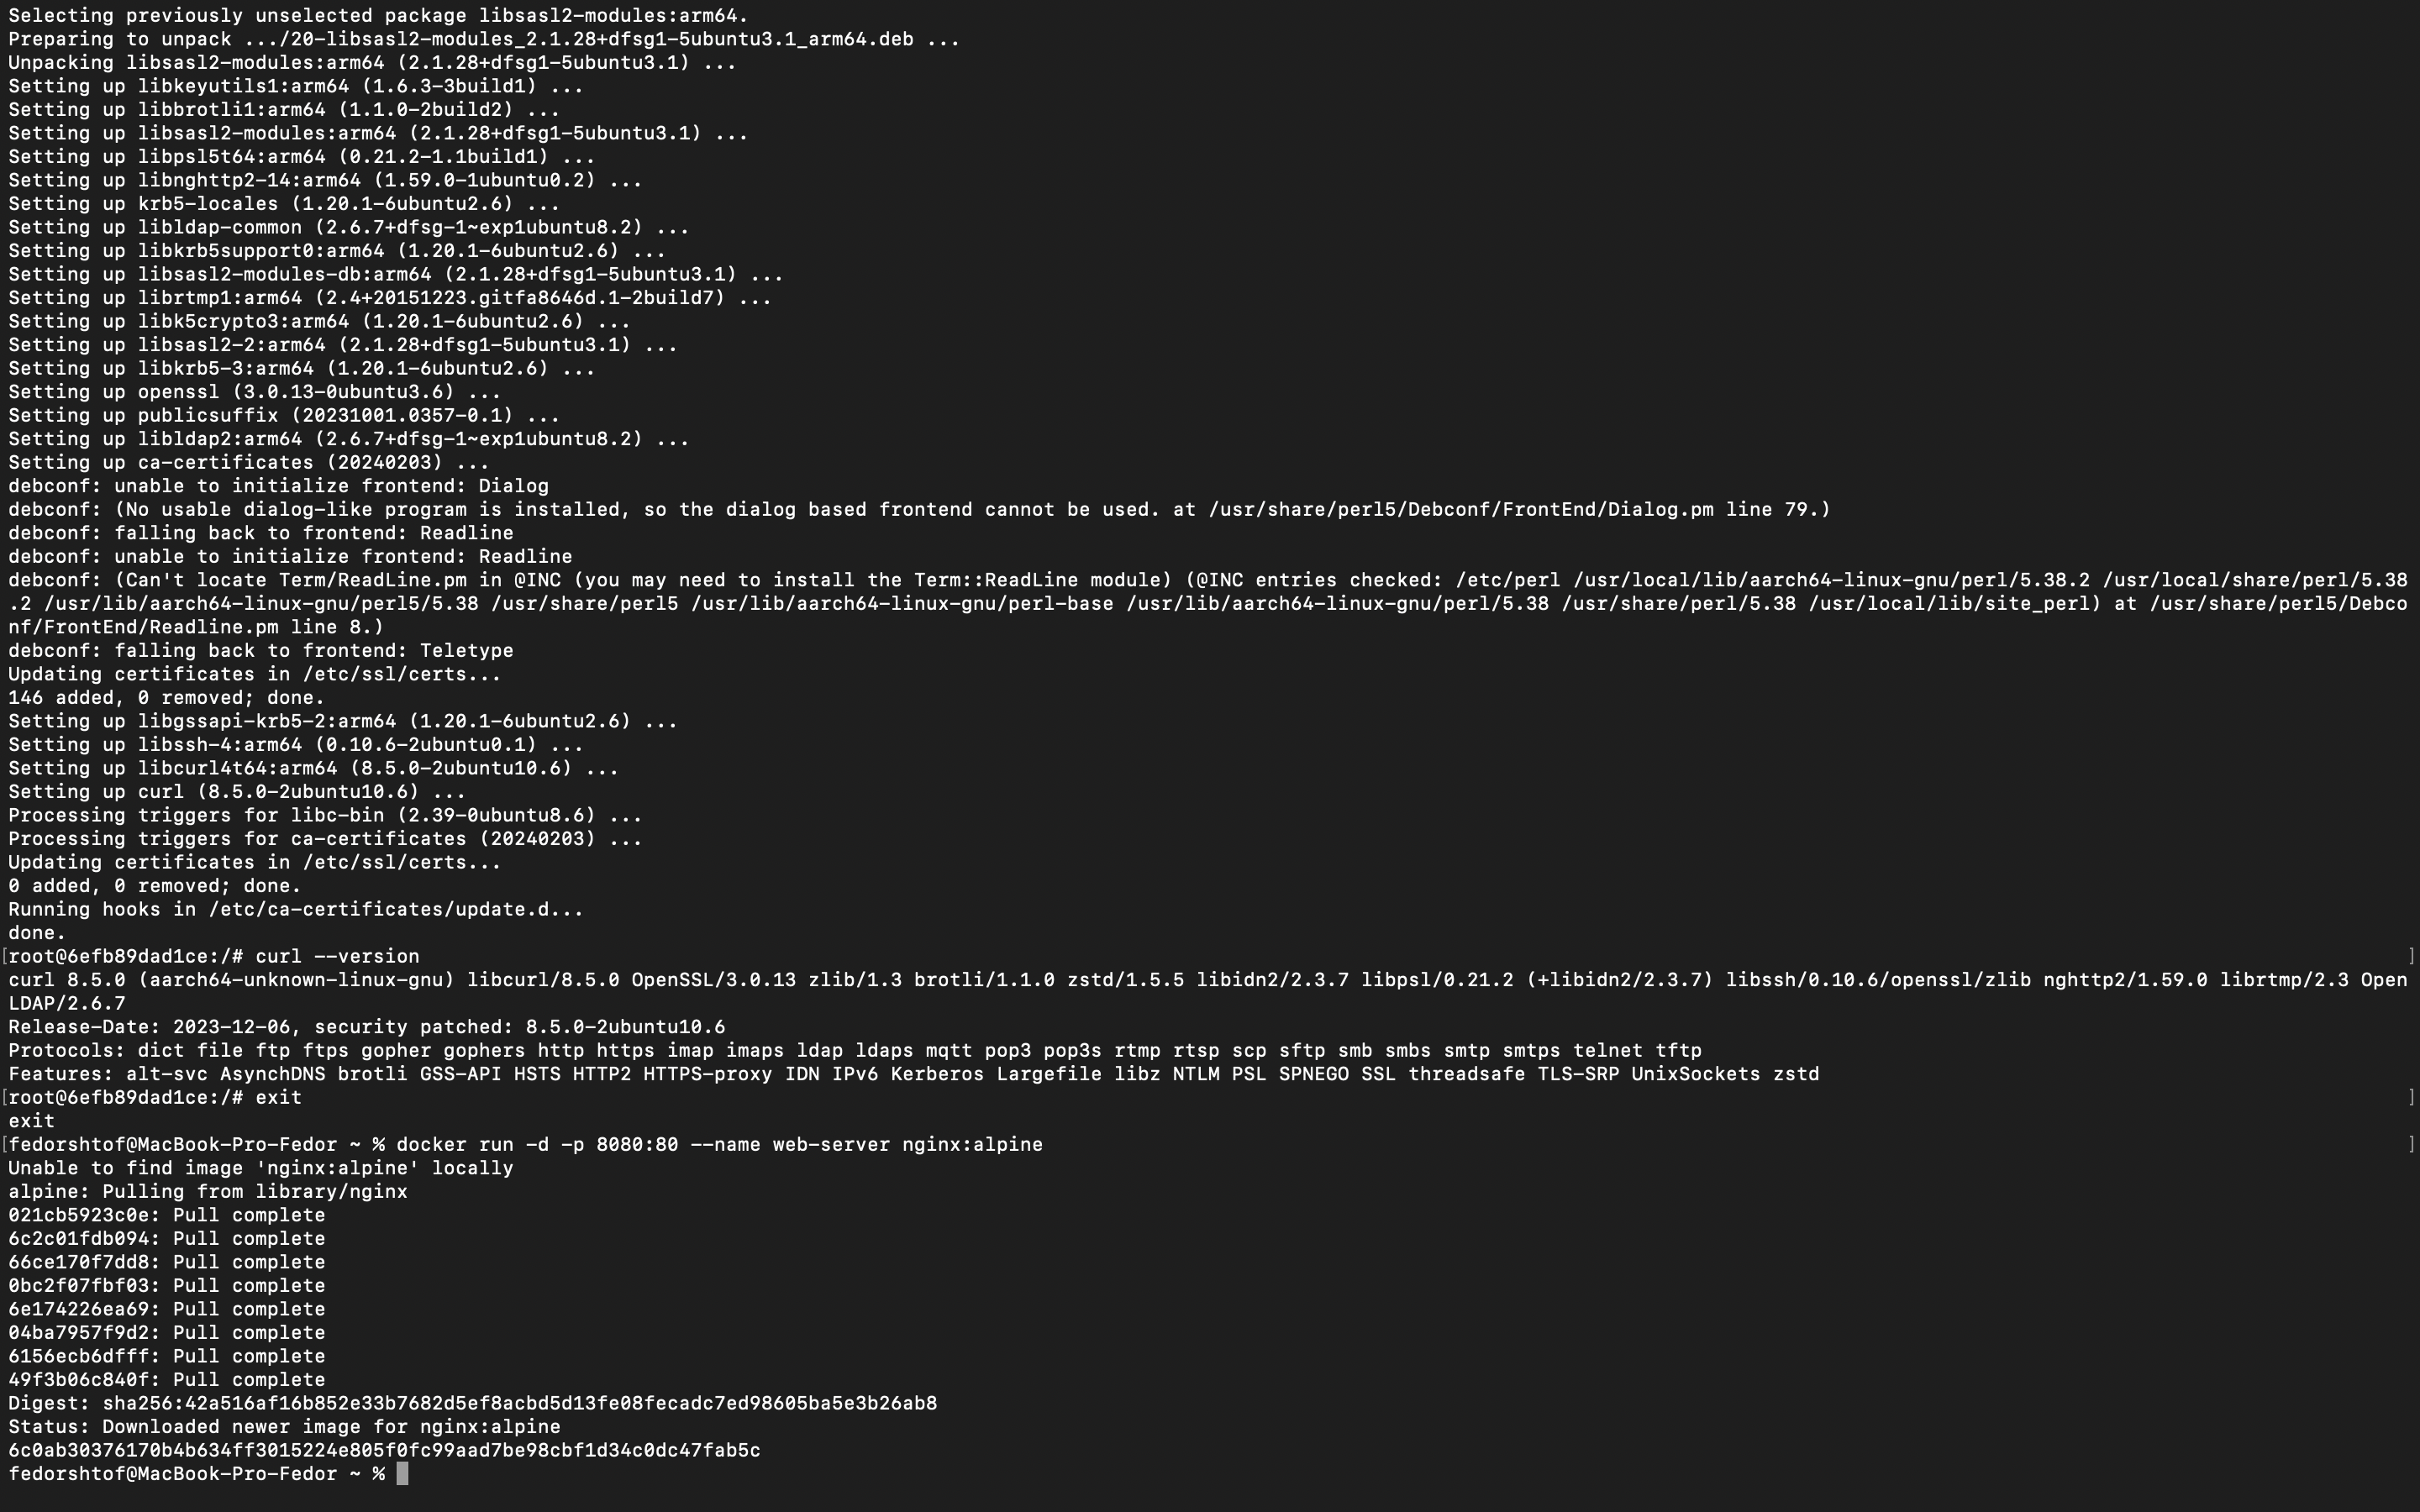 Selecting previously unselected package libsasl2-modules:arm64.
Preparing to unpack .../20-libsasl2-modules_2.1.28+dfsg1-5ubuntu3.1_arm64.deb ...
Unpacking libsasl2-modules:arm64 (2.1.28+dfsg1-5ubuntu3.1) ...
Setting up libkeyutils1:arm64 (1.6.3-3build1) ...
Setting up libbrotli1:arm64 (1.1.0-2build2) ...
Setting up libsasl2-modules:arm64 (2.1.28+dfsg1-5ubuntu3.1) ...
Setting up libpsl5t64:arm64 (0.21.2-1.1build1) ...
Setting up libnghttp2-14:arm64 (1.59.0-1ubuntu0.2) ...
Setting up krb5-locales (1.20.1-6ubuntu2.6) ...
Setting up libldap-common (2.6.7+dfsg-1~exp1ubuntu8.2) ...
Setting up libkrb5support0:arm64 (1.20.1-6ubuntu2.6) ...
Setting up libsasl2-modules-db:arm64 (2.1.28+dfsg1-5ubuntu3.1) ...
Setting up librtmp1:arm64 (2.4+20151223.gitfa8646d.1-2build7) ...
Setting up libk5crypto3:arm64 (1.20.1-6ubuntu2.6) ...
Setting up libsasl2-2:arm64 (2.1.28+dfsg1-5ubuntu3.1) ...
Setting up libkrb5-3:arm64 (1.20.1-6ubuntu2.6) ...
Setting up openssl (3.0.13-0ubuntu3.6) ...
Setting up publicsuffix (20231001.0357-0.1) ...
Setting up libldap2:arm64 (2.6.7+dfsg-1~exp1ubuntu8.2) ...
Setting up ca-certificates (20240203) ...
debconf: unable to initialize frontend: Dialog
debconf: (No usable dialog-like program is installed, so the dialog based frontend cannot be used. at /usr/share/perl5/Debconf/FrontEnd/Dialog.pm line 79.)
debconf: falling back to frontend: Readline
debconf: unable to initialize frontend: Readline
debconf: (Can't locate Term/ReadLine.pm in @INC (you may need to install the Term::ReadLine module) (@INC entries checked: /etc/perl /usr/local/lib/aarch64-linux-gnu/perl/5.38.2 /usr/local/share/perl/5.38
.2 /usr/lib/aarch64-linux-gnu/perl5/5.38 /usr/share/perl5 /usr/lib/aarch64-linux-gnu/perl-base /usr/lib/aarch64-linux-gnu/perl/5.38 /usr/share/perl/5.38 /usr/local/lib/site_perl) at /usr/share/perl5/Debco
nf/FrontEnd/Readline.pm line 8.)
debconf: falling back to frontend: Teletype
Updating certificates in /etc/ssl/certs...
146 added, 0 removed; done.
Setting up libgssapi-krb5-2:arm64 (1.20.1-6ubuntu2.6) ...
Setting up libssh-4:arm64 (0.10.6-2ubuntu0.1) ...
Setting up libcurl4t64:arm64 (8.5.0-2ubuntu10.6) ...
Setting up curl (8.5.0-2ubuntu10.6) ...
Processing triggers for libc-bin (2.39-0ubuntu8.6) ...
Processing triggers for ca-certificates (20240203) ...
Updating certificates in /etc/ssl/certs...
0 added, 0 removed; done.
Running hooks in /etc/ca-certificates/update.d...
done.
[root@6efb89dad1ce:/# curl --version ]
curl 8.5.0 (aarch64-unknown-linux-gnu) libcurl/8.5.0 OpenSSL/3.0.13 zlib/1.3 brotli/1.1.0 zstd/1.5.5 libidn2/2.3.7 libpsl/0.21.2 (+libidn2/2.3.7) libssh/0.10.6/openssl/zlib nghttp2/1.59.0 librtmp/2.3 Open
LDAP/2.6.7
Release-Date: 2023-12-06, security patched: 8.5.0-2ubuntu10.6
Protocols: dict file ftp ftps gopher gophers http https imap imaps ldap ldaps mqtt pop3 pop3s rtmp rtsp scp sftp smb smbs smtp smtps telnet tftp
Features: alt-svc AsynchDNS brotli GSS-API HSTS HTTP2 HTTPS-proxy IDN IPv6 Kerberos Largefile libz NTLM PSL SPNEGO SSL threadsafe TLS-SRP UnixSockets zstd
[root@6efb89dad1ce:/# exit ]
exit
[fedorshtof@MacBook-Pro-Fedor ~ % docker run -d -p 8080:80 --name web-server nginx:alpine ]
Unable to find image 'nginx:alpine' locally
alpine: Pulling from library/nginx
021cb5923c0e: Pull complete
6c2c01fdb094: Pull complete
66ce170f7dd8: Pull complete
0bc2f07fbf03: Pull complete
6e174226ea69: Pull complete
04ba7957f9d2: Pull complete
6156ecb6dfff: Pull complete
49f3b06c840f: Pull complete
Digest: sha256:42a516af16b852e33b7682d5ef8acbd5d13fe08fecadc7ed98605ba5e3b26ab8
Status: Downloaded newer image for nginx:alpine
6c0ab30376170b4b634ff3015224e805f0fc99aad7be98cbf1d34c0dc47fab5c
fedorshtof@MacBook-Pro-Fedor ~ %